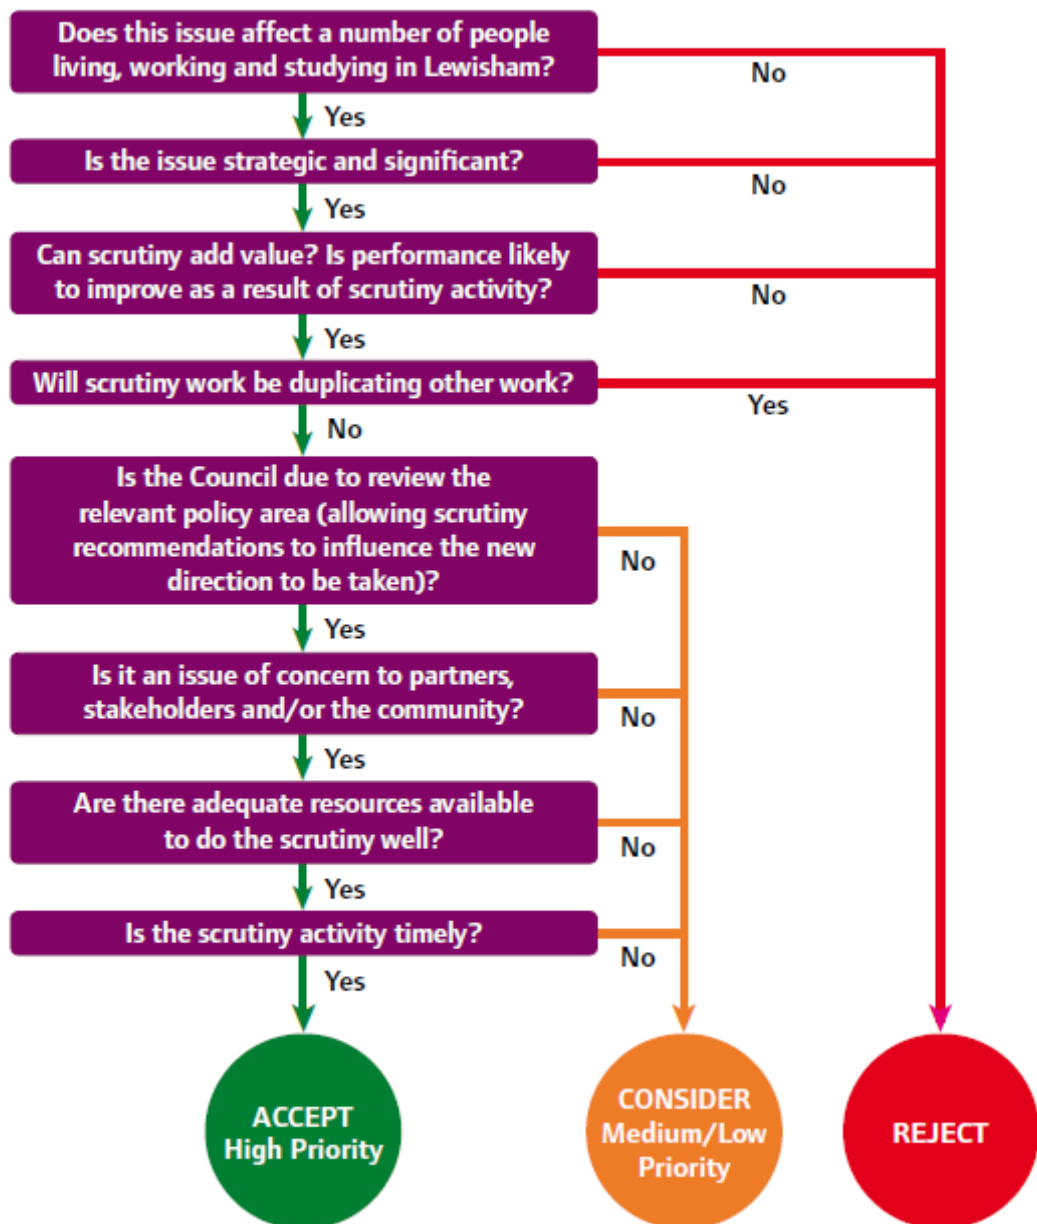 Does this issue affect a number of people
living, working and studying in Lewisham?
No
Yes
Is the issue strategic and significant?
No
Yes
Can scrutiny add value? Is performance likely
to improve as a result of scrutiny activity?
No
Yes
Will scrutiny work be duplicating other work?
Yes
No
Is the Council due to review the
relevant policy area (allowing scrutiny
recommendations to influence the new
direction to be taken)?
No
Yes
Is it an issue of concern to partners,
stakeholders and/or the community?
No
Yes
Are there adequate resources available
to do the scrutiny well?
No
Yes
Is the scrutiny activity timely?
No
Yes
ACCEPT
High Priority
CONSIDER
Medium/Low
Priority
REJECT